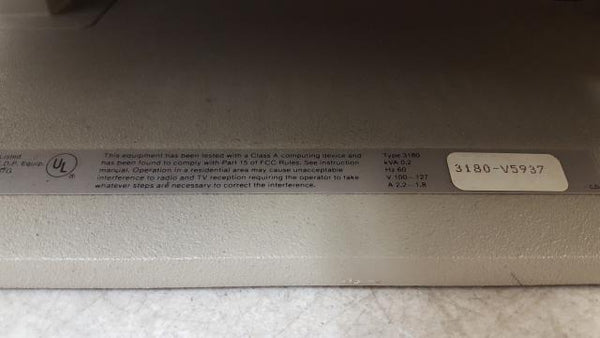 Listed
D.P. Equip.
UL
®
This equipment has been tested with a Class A computing device and
has been found to comply with Part 15 of FCC Rules. See instruction
manual. Operation in a residential area may cause unacceptable
interference to radio and TV reception requiring the operator to take
whatever steps are necessary to correct the interference.
Type 3180
kVA 0,2
Hz 60
V 100–127
A 2,2–1,8
3180-V5937